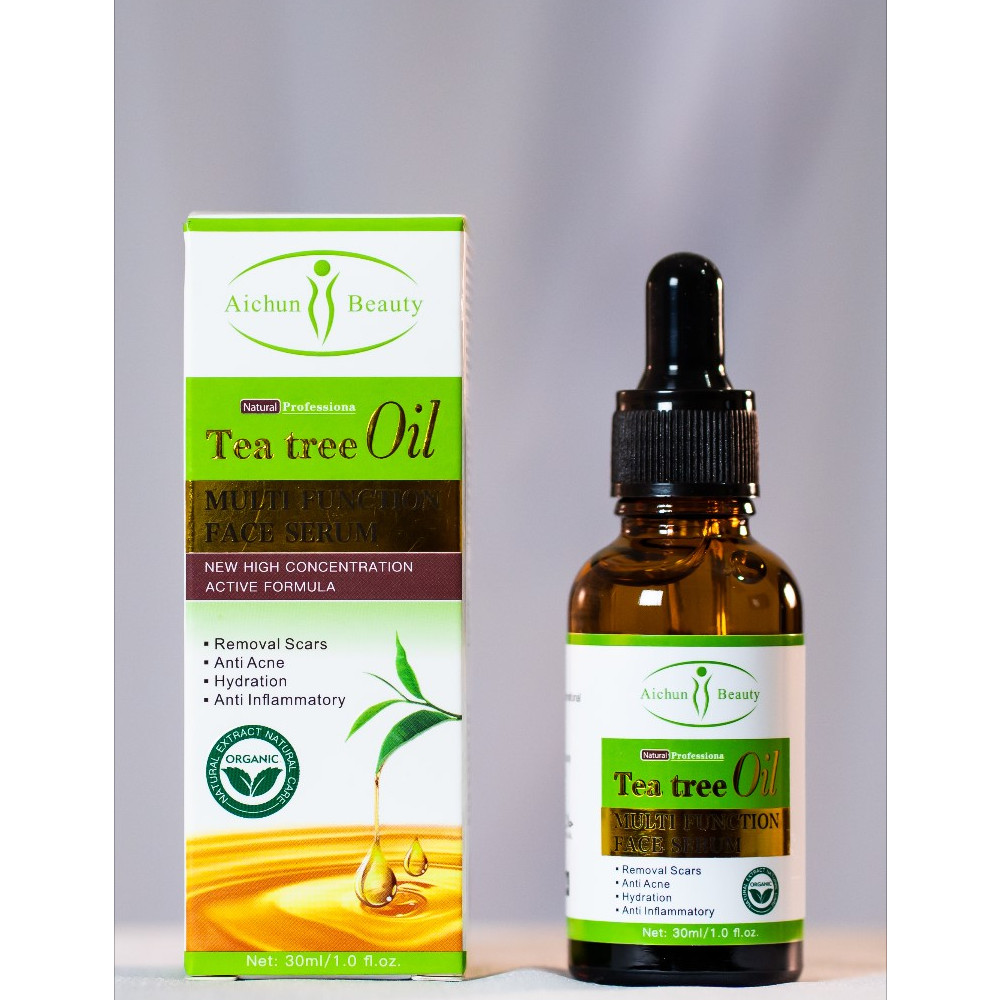 Aichun Beauty
Natural Professiona
Tea tree Oil
MULTI FUNCTION
FACE SERUM
NEW HIGH CONCENTRATION
ACTIVE FORMULA
▪ Removal Scars
▪ Anti Acne
▪ Hydration
▪ Anti Inflammatory
NATURAL EXTRACT NATURAL CARE
ORGANIC
Net: 30ml/1.0 fl.oz.
Aichun Beauty
Natural Professiona
Tea tree Oil
MULTI FUNCTION
FACE SERUM
▪ Removal Scars
▪ Anti Acne
▪ Hydration
▪ Anti Inflammatory
ORGANIC
Net: 30ml/1.0 fl.oz.